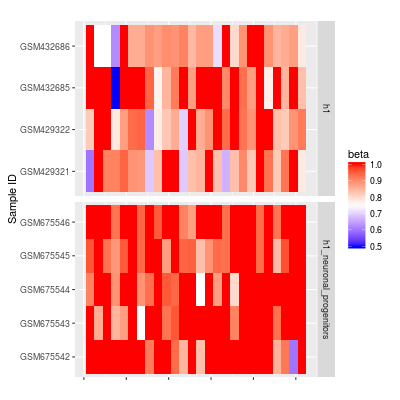 GSM432686
GSM432685
GSM429322
GSM429321
h1
GSM675546
GSM675545
GSM675544
GSM675543
GSM675542
h1_neuronal_progenitors
Sample ID
beta
1.0
0.9
0.8
0.7
0.6
0.5